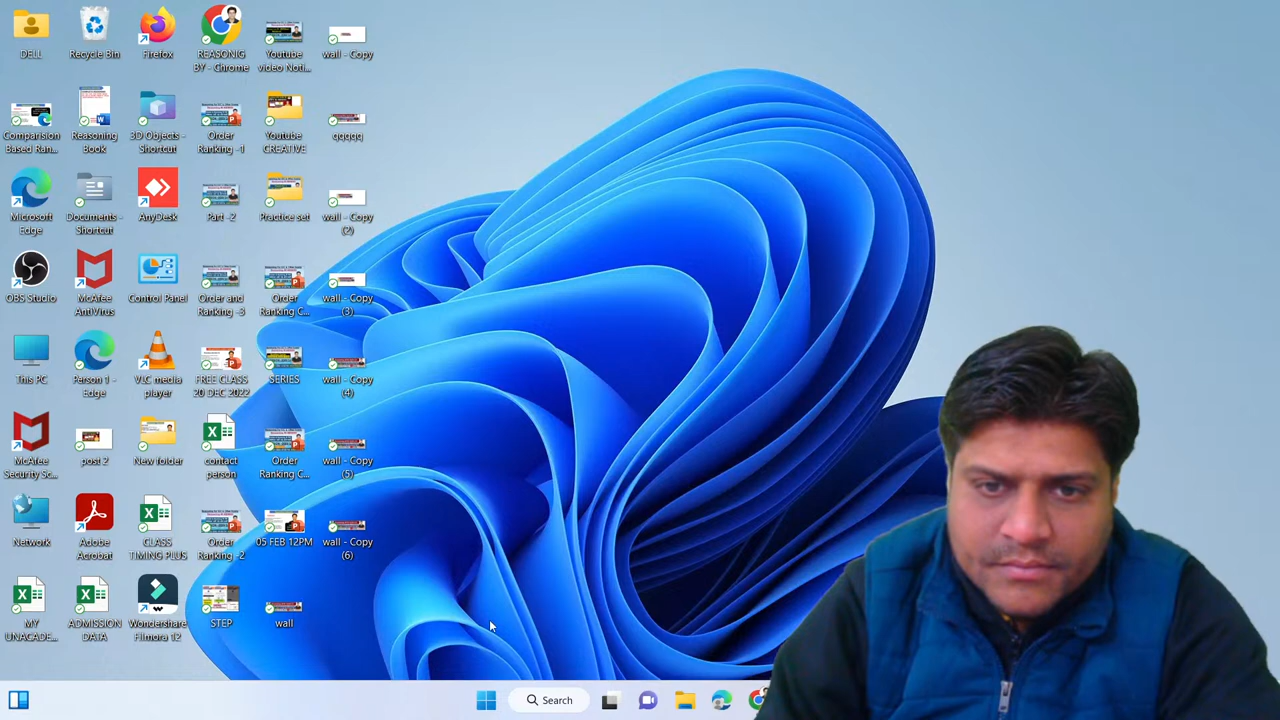 DELL
Recycle Bin
Firefox
REASONIG
BY - Chrome
Youtube
video Noti...
wall - Copy
Comparision
Based Ran...
Reasoning
Book
3D Objects -
Shortcut
Order
Ranking -1
Youtube
CREATIVE
qqqqq
Microsoft
Edge
Documents -
Shortcut
AnyDesk
Part -2
Practice set
wall - Copy
(2)
OBS Studio
McAfee
AntiVirus
Control Panel
Order and
Ranking -3
Order
Ranking C...
wall - Copy
(3)
This PC
Person 1 -
Edge
VLC media
player
FREE CLASS
20 DEC 2022
SERIES
wall - Copy
(4)
McAfee
Security Sc...
post 2
New folder
contact
person
Order
Ranking C...
wall - Copy
(5)
Network
Adobe
Acrobat
CLASS
TIMING PLUS
Order
Ranking -2
05 FEB 12PM
wall - Copy
(6)
MY
UNACADE...
ADMISSION
DATA
Wondershare
Filmora 12
STEP
wall
Search